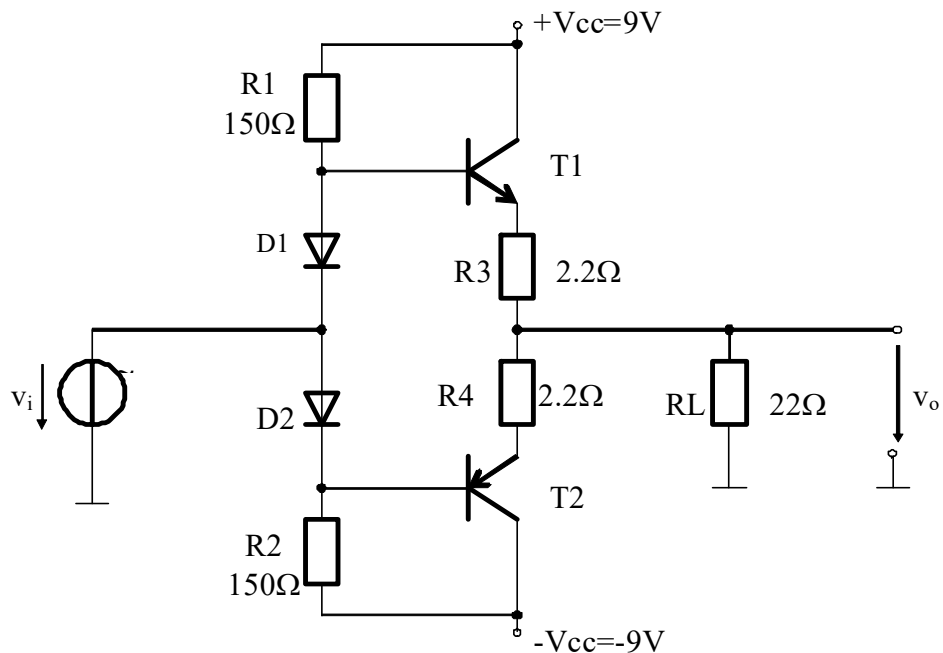 +Vcc=9V
R1
150Ω
T1
D1
R3
2.2Ω
vi
D2
R4
2.2Ω
RL
22Ω
vo
T2
R2
150Ω
-Vcc=-9V